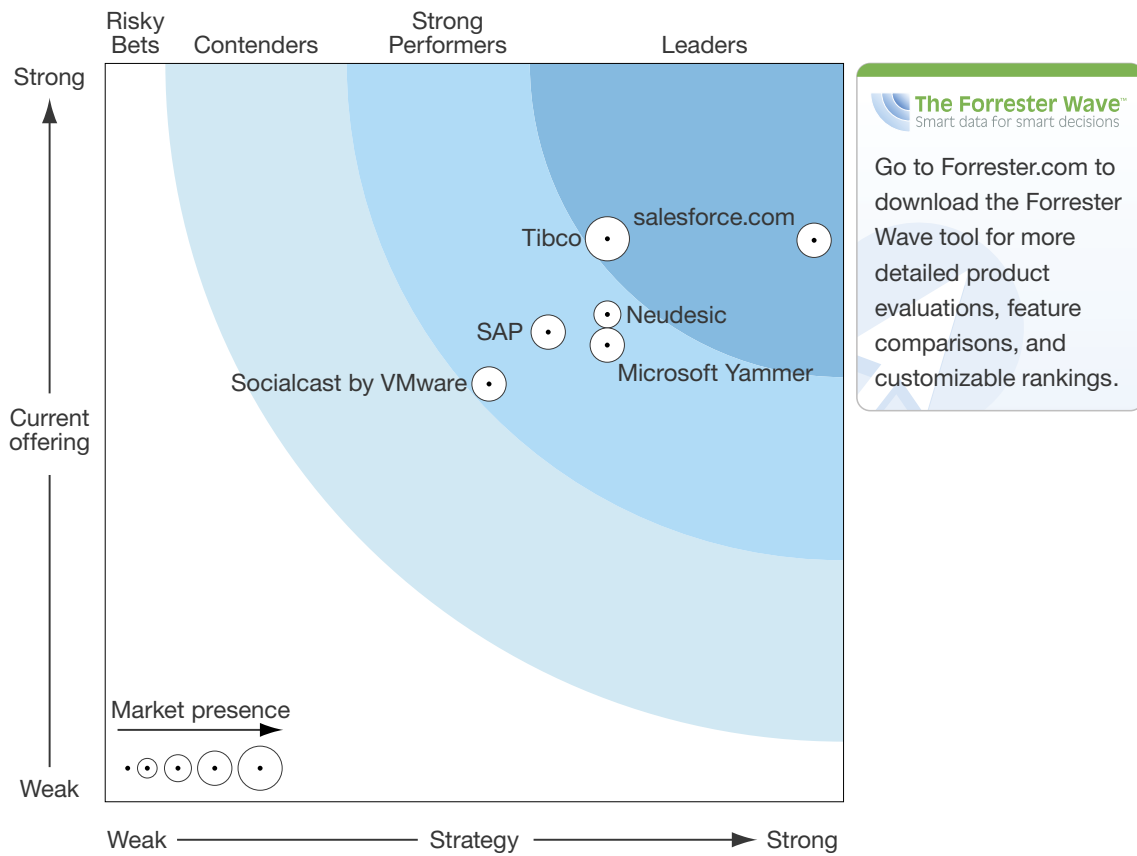 Risky
Bets
Contenders
Strong
Performers
Leaders
Strong
Current
offering
Weak
Tibco
salesforce.com
Neudesic
SAP
Microsoft Yammer
Socialcast by VMware
Market presence
Weak
Strategy
Strong
The Forrester Wave™
Smart data for smart decisions
Go to Forrester.com to
download the Forrester
Wave tool for more
detailed product
evaluations, feature
comparisons, and
customizable rankings.